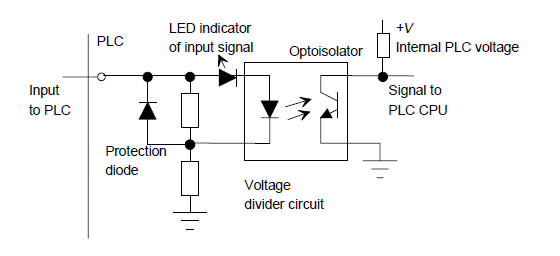 PLC
LED indicator
of input signal
Optoisolator
+V
Internal PLC voltage
Input
to PLC
Signal to
PLC CPU
Protection
diode
Voltage
divider circuit